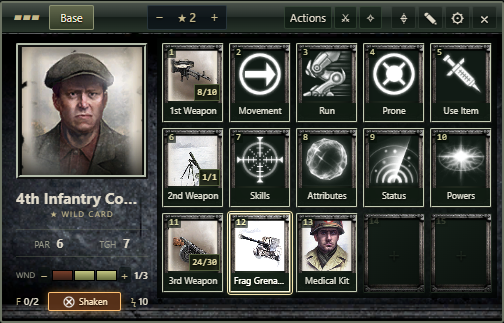 Base
− ★ 2 +
Actions
1 2 3 4 5
8/10
1st Weapon Movement Run Prone Use Item
6 7 8 9 10
1/1
2nd Weapon Skills Attributes Status Powers
4th Infantry Co...
★ WILD CARD
PAR 6 TGH 7
WND − + 1/3
F 0/2 Shaken ϟ 10
11 12 13 14 15
24/30
3rd Weapon Frag Grena... Medical Kit